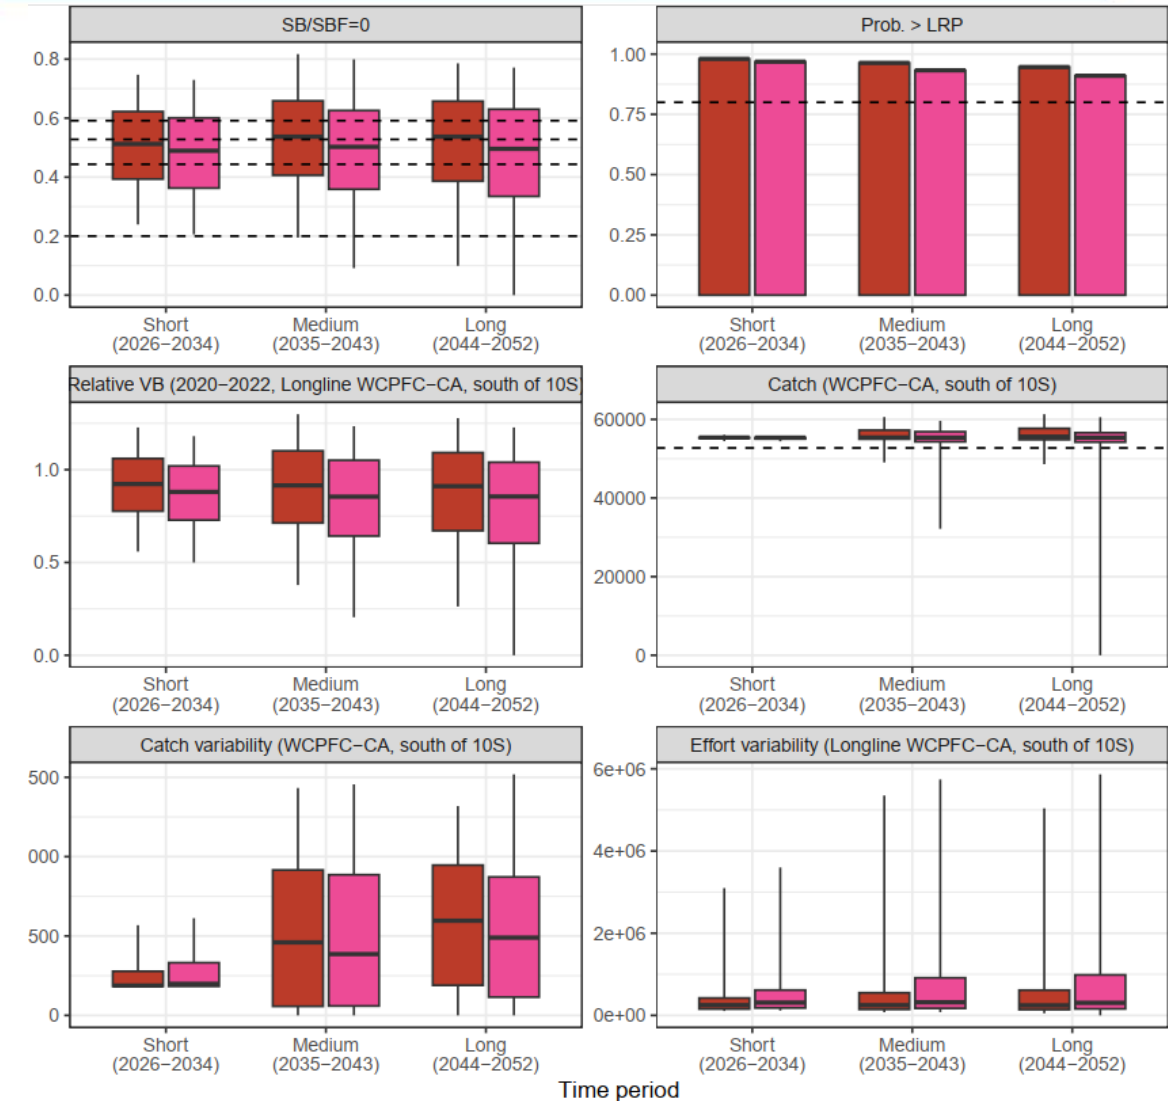 SB/SBF=0
0.8
0.6
0.4
0.2
0.0
Short
(2026−2034)
Medium
(2035−2043)
Long
(2044−2052)
Prob. > LRP
1.00
0.75
0.50
0.25
0.00
Short
(2026−2034)
Medium
(2035−2043)
Long
(2044−2052)
Relative VB (2020−2022, Longline WCPFC−CA, south of 10S)
1.0
0.5
0.0
Short
(2026−2034)
Medium
(2035−2043)
Long
(2044−2052)
Catch (WCPFC−CA, south of 10S)
60000
40000
20000
0
Short
(2026−2034)
Medium
(2035−2043)
Long
(2044−2052)
Catch variability (WCPFC−CA, south of 10S)
500
000
500
0
Short
(2026−2034)
Medium
(2035−2043)
Long
(2044−2052)
Effort variability (Longline WCPFC−CA, south of 10S)
6e+06
4e+06
2e+06
0e+00
Short
(2026−2034)
Medium
(2035−2043)
Long
(2044−2052)
Time period